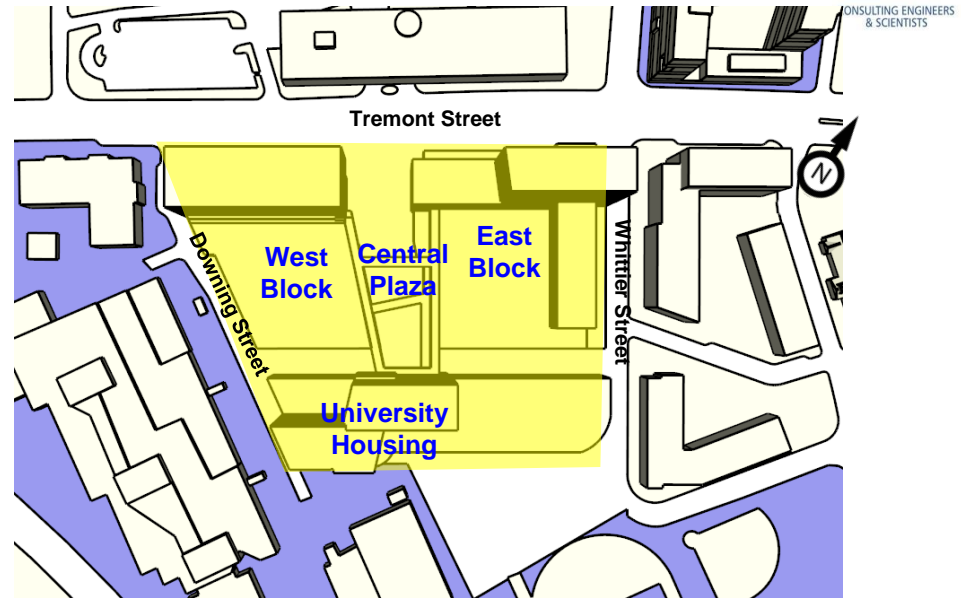 ONSULTING ENGINEERS
& SCIENTISTS
Tremont Street
N
Downing Street
West
Block
Central
Plaza
East
Block
Whittier Street
University
Housing